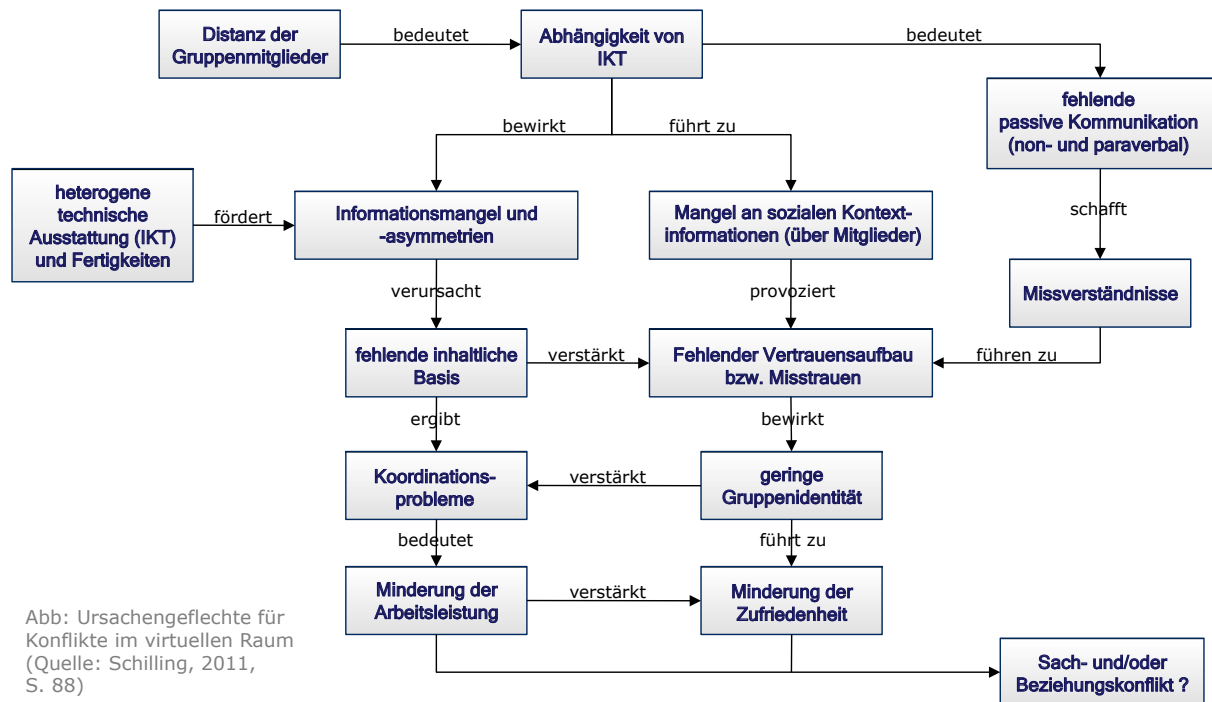 Distanz der
Gruppenmitglieder
bedeutet
Abhängigkeit von
IKT
bedeutet
fehlende
passive Kommunikation
(non- und paraverbal)
bewirkt
führt zu
heterogene
technische
Ausstattung (IKT)
und Fertigkeiten
fördert
Informationsmangel und
-asymmetrien
Mangel an sozialen Kontext-
informationen (über Mitglieder)
schafft
verursacht
provoziert
Missverständnisse
fehlende inhaltliche
Basis
verstärkt
Fehlender Vertrauensaufbau
bzw. Misstrauen
führen zu
ergibt
bewirkt
Koordinations-
probleme
verstärkt
geringe
Gruppenidentität
bedeutet
führt zu
Minderung der
Arbeitsleistung
verstärkt
Minderung der
Zufriedenheit
Abb: Ursachengeflechte für
Konflikte im virtuellen Raum
(Quelle: Schilling, 2011,
S. 88)
Sach- und/oder
Beziehungskonflikt ?